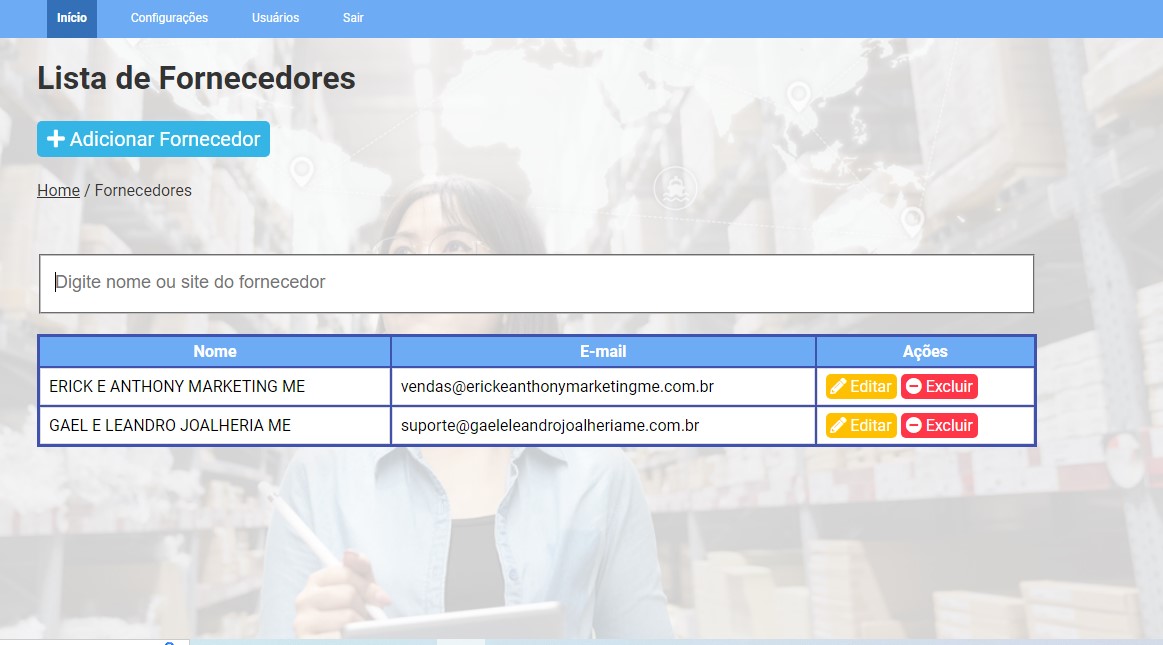 Início Configurações Usuários Sair
Lista de Fornecedores
Adicionar Fornecedor
Home / Fornecedores
Digite nome ou site do fornecedor
Nome E-mail Ações
ERICK E ANTHONY MARKETING ME vendas@erickeanthonymarketingme.com.br Editar Excluir
GAEL E LEANDRO JOALHERIA ME suporte@gaeleleandrojoalheriame.com.br Editar Excluir